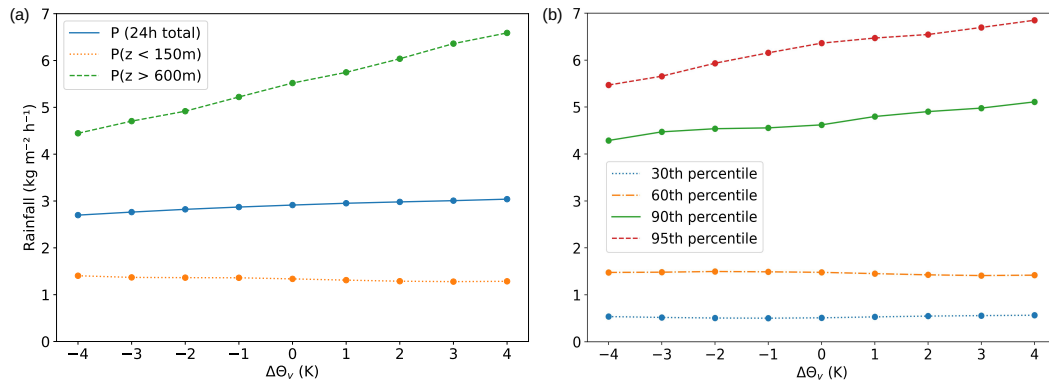 (a)
7
6
5
4
3
2
1
0
Rainfall (kg m⁻² h⁻¹)
P (24h total)
P(z < 150m)
P(z > 600m)
−4 −3 −2 −1 0 1 2 3 4
ΔΘᵥ (K)
(b)
7
6
5
4
3
2
1
0
30th percentile
60th percentile
90th percentile
95th percentile
−4 −3 −2 −1 0 1 2 3 4
ΔΘᵥ (K)